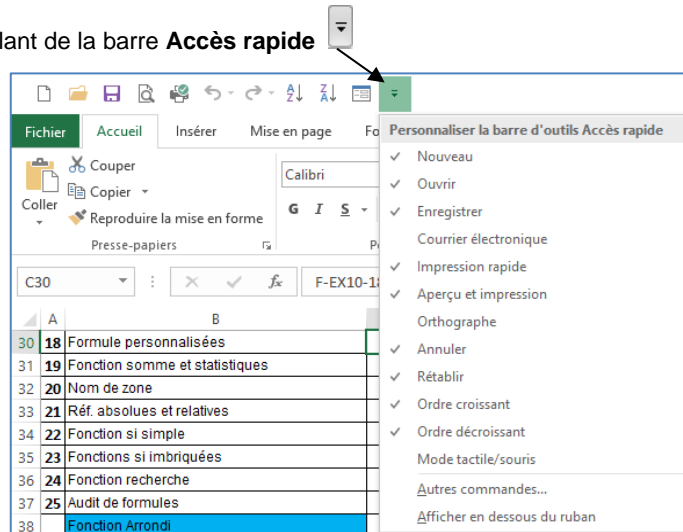 lant de la barre Accès rapide
Fichier Accueil Insérer Mise en page Fo
Personnaliser la barre d'outils Accès rapide
Couper
Copier
Coller
Reproduire la mise en forme
Presse-papiers
Calibri
G I S
P
Nouveau
Ouvrir
Enregistrer
Courrier électronique
Impression rapide
Aperçu et impression
Orthographe
Annuler
Rétablir
Ordre croissant
Ordre décroissant
Mode tactile/souris
Autres commandes...
Afficher en dessous du ruban
C30 fx F-EX10-18
A B
30 18 Formule personnalisées
31 19 Fonction somme et statistiques
32 20 Nom de zone
33 21 Réf. absolues et relatives
34 22 Fonction si simple
35 23 Fonctions si imbriquées
36 24 Fonction recherche
37 25 Audit de formules
38 Fonction Arrondi